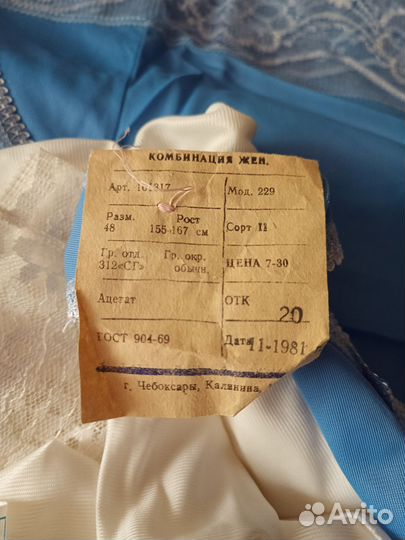 КОМБИНАЦИЯ ЖЕН.
Арт. 101317 Мод. 229
Разм. Рост
48 155-167 см
Сорт II
Гр. отд. Гр. окр.
312«СГ» обычн.
ЦЕНА 7-30
Ацетат ОТК 20
ГОСТ 904-69 Дата 11-1981
г. Чебоксары, Калинина,
Avito